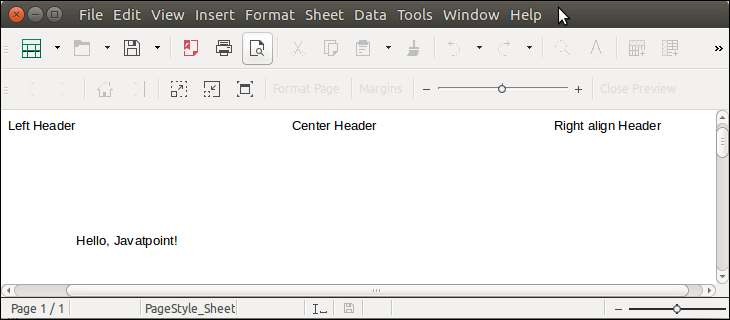 File Edit View Insert Format Sheet Data Tools Window Help
Format Page Margins Close Preview
Left Header Center Header Right align Header
Hello, Javatpoint!
Page 1 / 1 PageStyle_Sheet